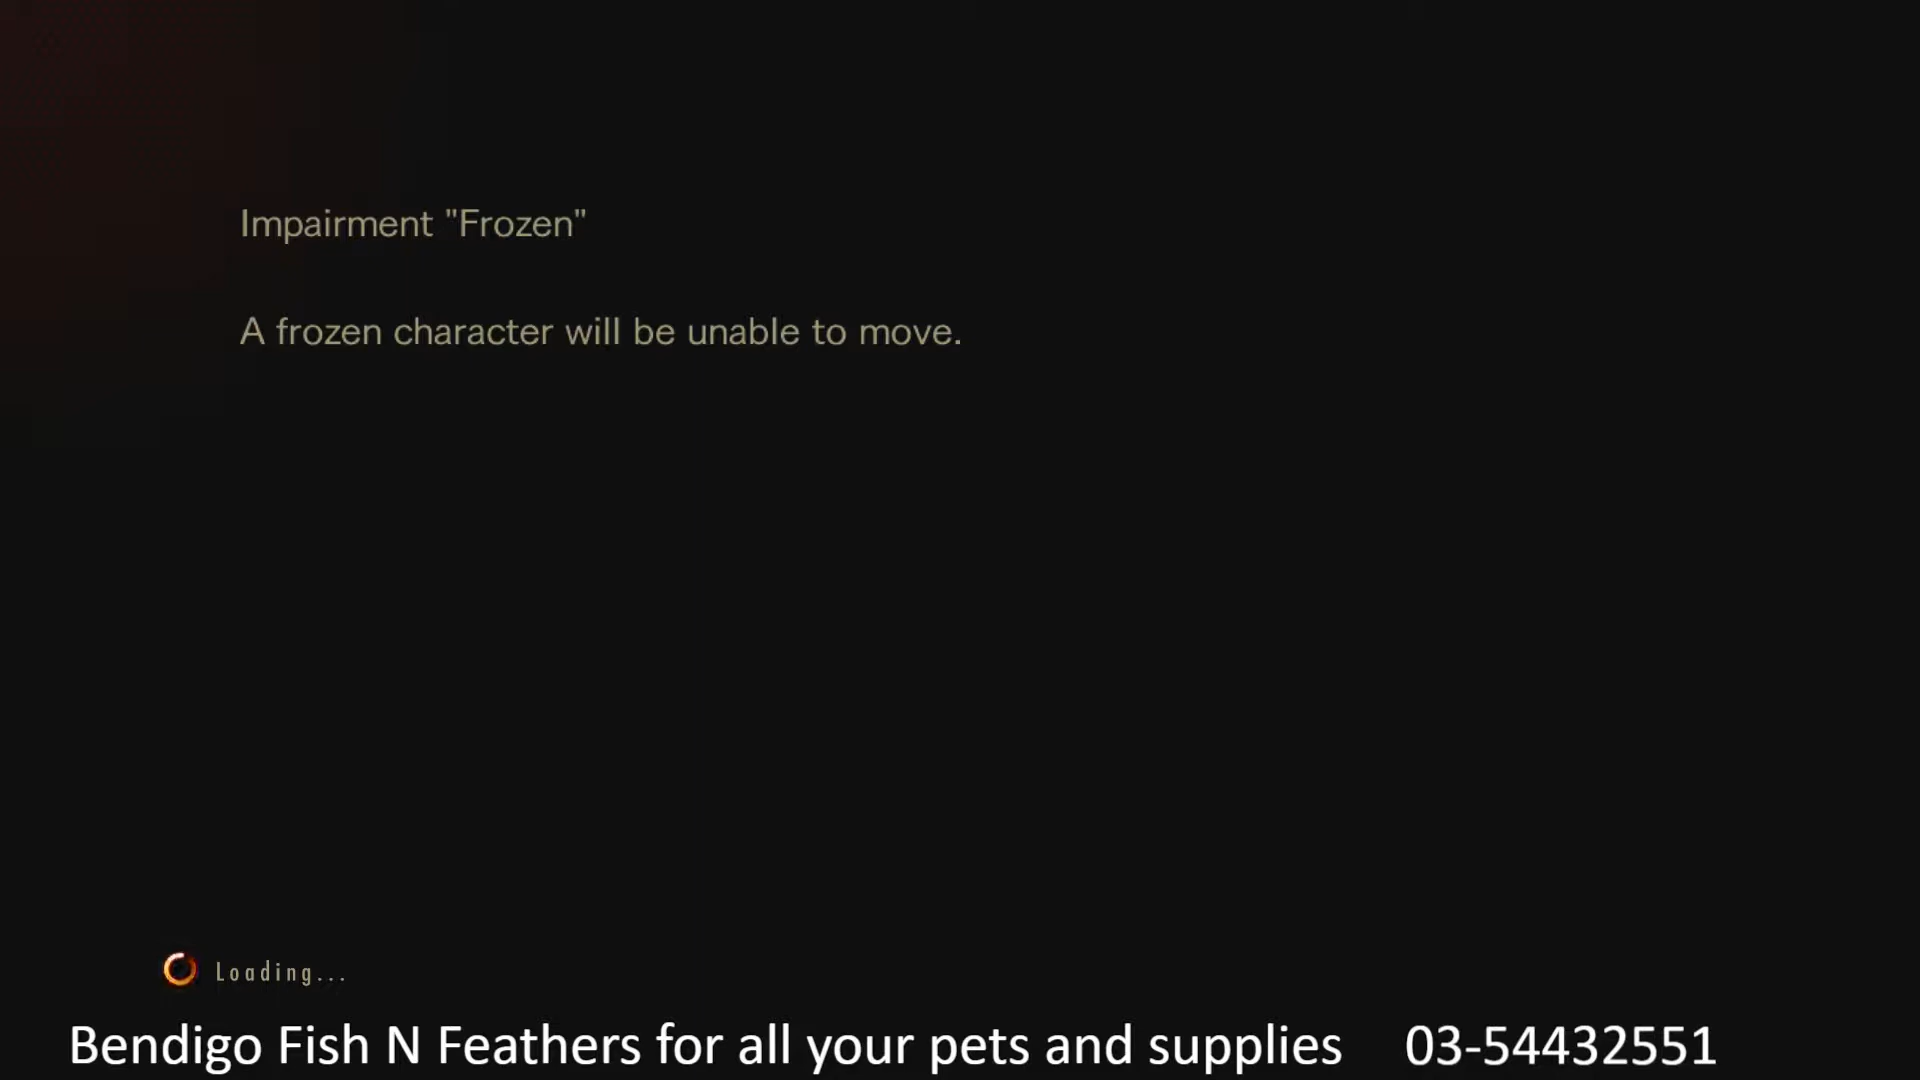 Impairment "Frozen"
A frozen character will be unable to move.
Loading...
Bendigo Fish N Feathers for all your pets and supplies 03-54432551